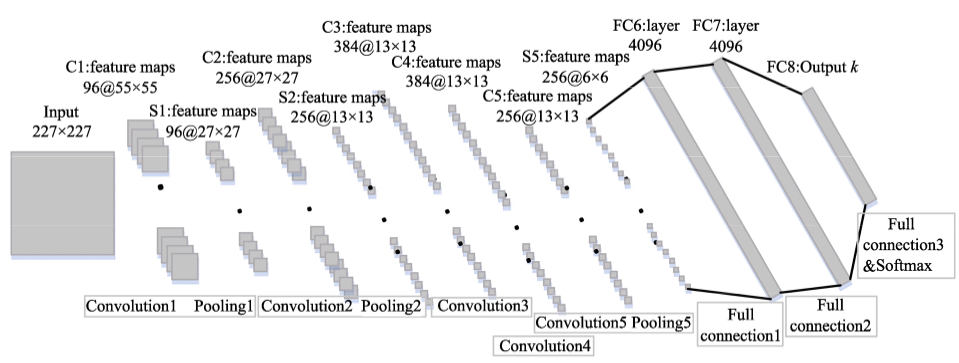 Input
227×227
C1:feature maps
96@55×55
S1:feature maps
96@27×27
C2:feature maps
256@27×27
S2:feature maps
256@13×13
C3:feature maps
384@13×13
C4:feature maps
384@13×13
C5:feature maps
256@13×13
S5:feature maps
256@6×6
FC6:layer
4096
FC7:layer
4096
FC8:Output k
Convolution1
Pooling1
Convolution2
Pooling2
Convolution3
Convolution4
Convolution5
Pooling5
Full
connection1
Full
connection2
Full
connection3
&Softmax